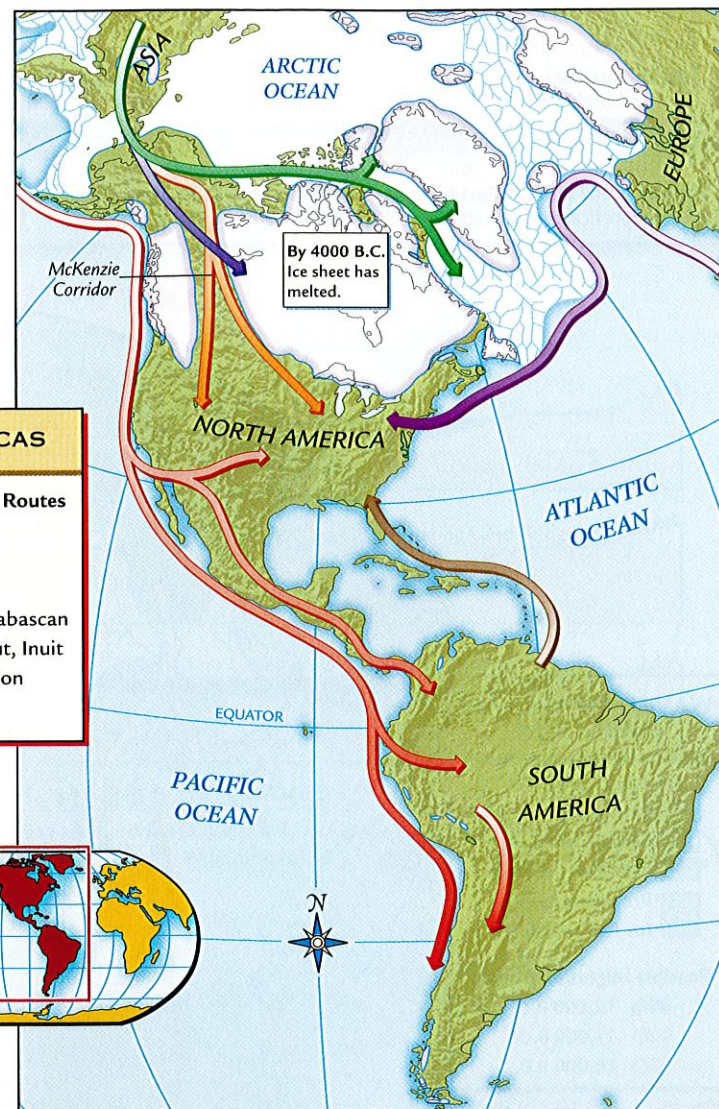 ASIA
ARCTIC
OCEAN
EUROPE
By 4000 B.C.
Ice sheet has
melted.
McKenzie
Corridor
CAS
Routes
abascan
t, Inuit
on
NORTH AMERICA
ATLANTIC
OCEAN
EQUATOR
PACIFIC
OCEAN
SOUTH
AMERICA
N